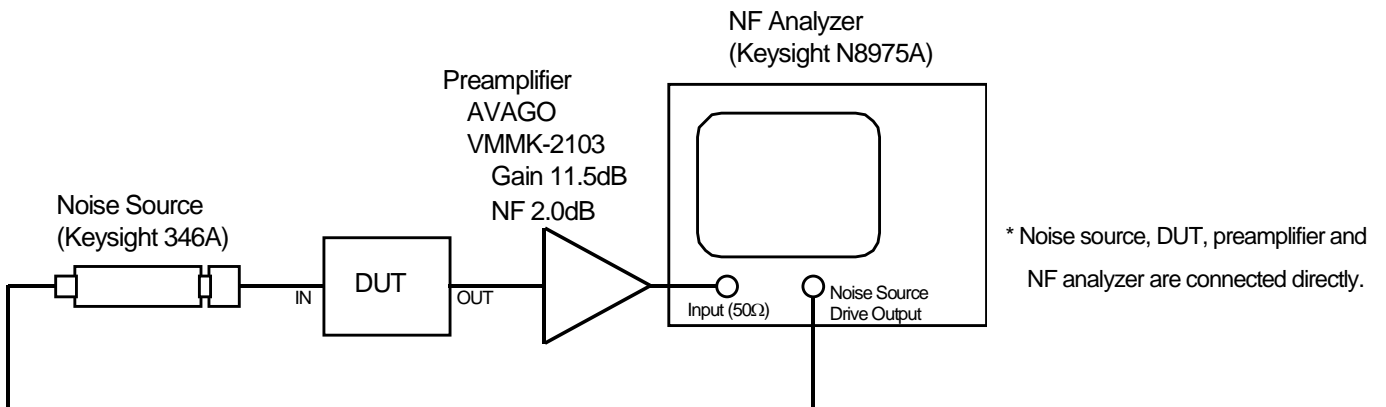 NF Analyzer
(Keysight N8975A)
Preamplifier
AVAGO
VMMK-2103
Gain 11.5dB
NF 2.0dB
Noise Source
(Keysight 346A)
DUT
IN
OUT
Input (50Ω)
Noise Source
Drive Output
* Noise source, DUT, preamplifier and
NF analyzer are connected directly.